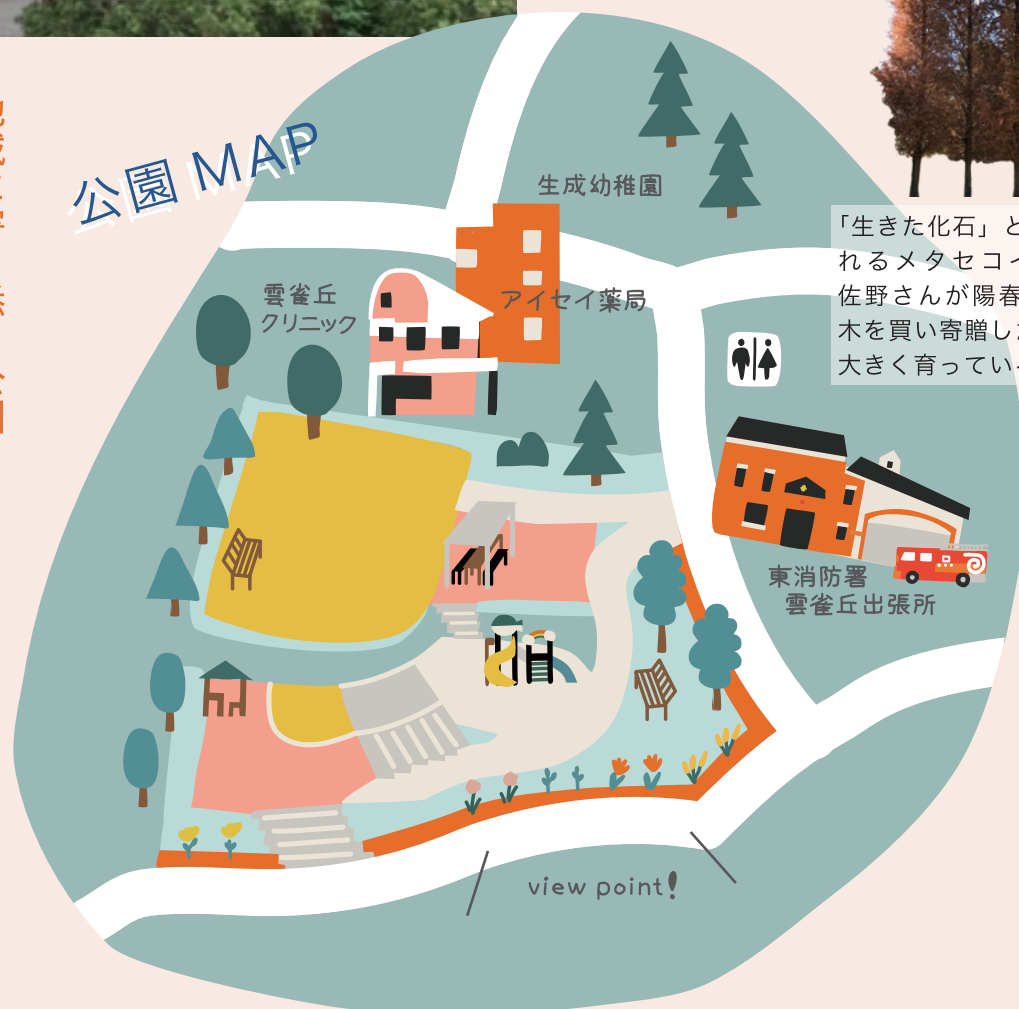 公園 MAP
生成幼稚園
アイセイ薬局
雲雀丘
クリニック
「生きた化石」と
れるメタセコイ
佐野さんが陽春
木を買い寄贈し
大きく育ってい
東消防署
雲雀丘出張所
view point!